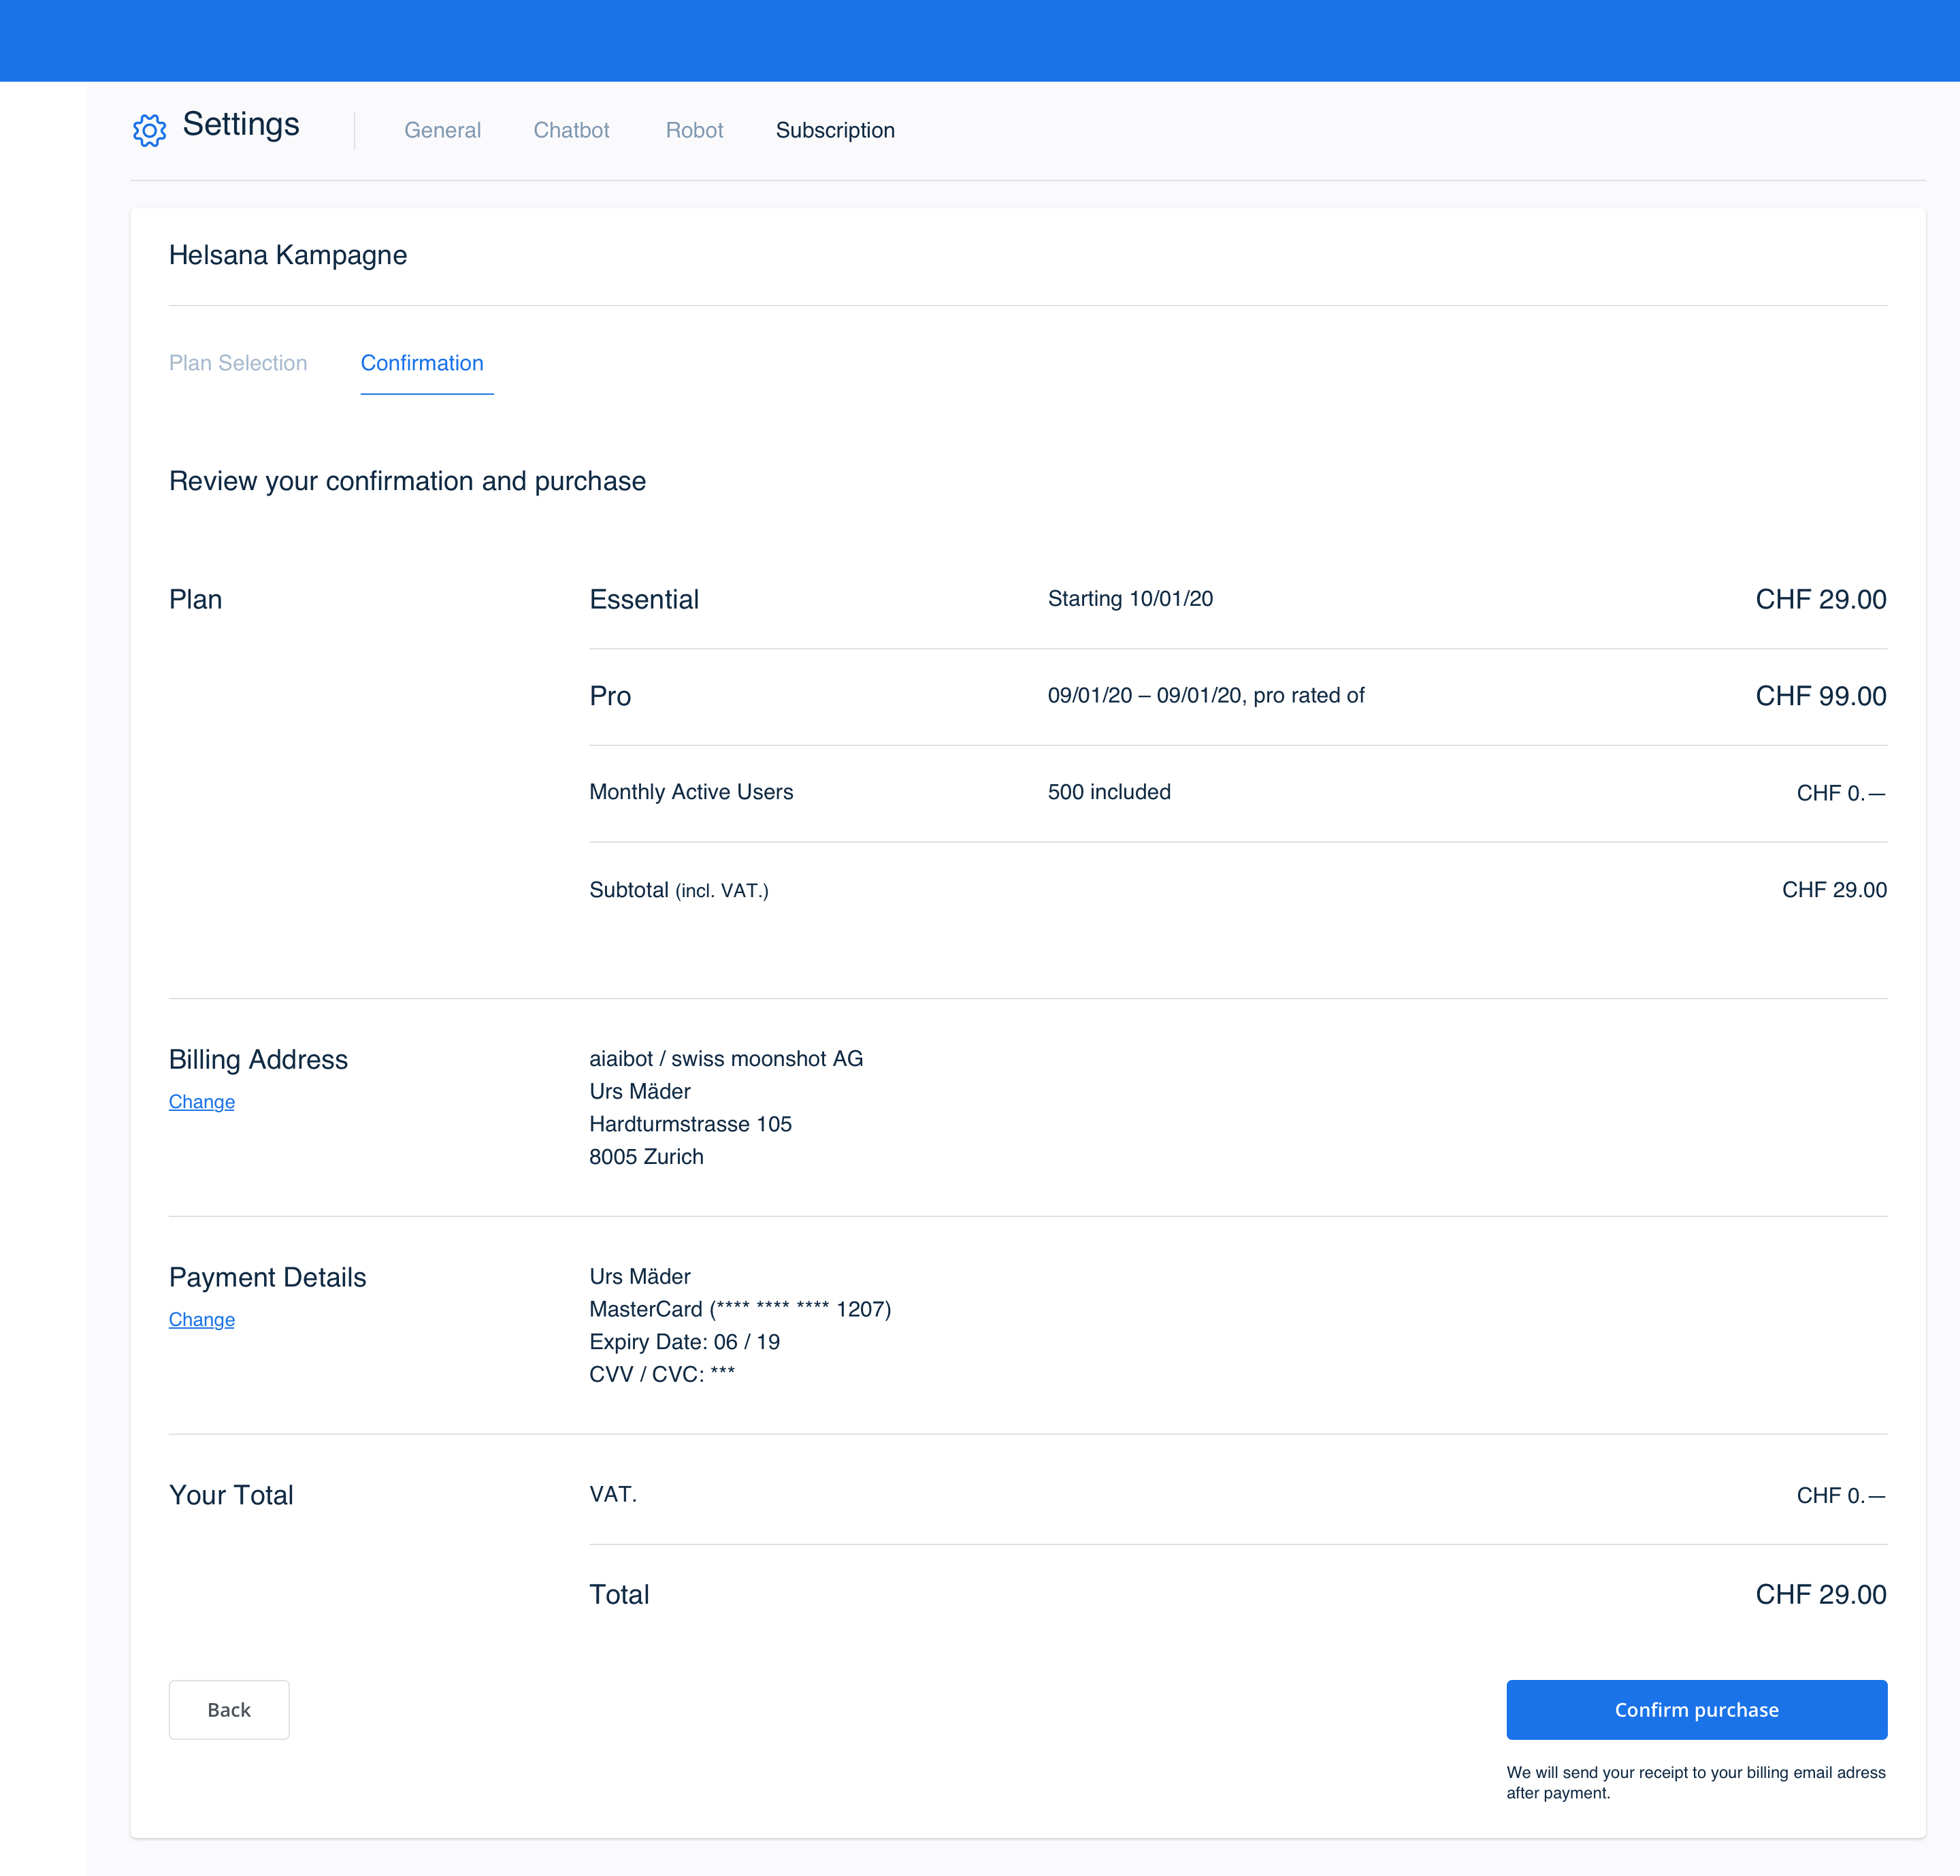 Settings
General
Chatbot
Robot
Subscription
Helsana Kampagne
Plan Selection
Confirmation
Review your confirmation and purchase
Plan
Essential
Starting 10/01/20
CHF 29.00
Pro
09/01/20 – 09/01/20, pro rated of
CHF 99.00
Monthly Active Users
500 included
CHF 0.—
Subtotal (incl. VAT.)
CHF 29.00
Billing Address
Change
aiaibot / swiss moonshot AG
Urs Mäder
Hardturmstrasse 105
8005 Zurich
Payment Details
Change
Urs Mäder
MasterCard (**** **** **** 1207)
Expiry Date: 06 / 19
CVV / CVC: ***
Your Total
VAT.
CHF 0.—
Total
CHF 29.00
Back
Confirm purchase
We will send your receipt to your billing email adress
after payment.